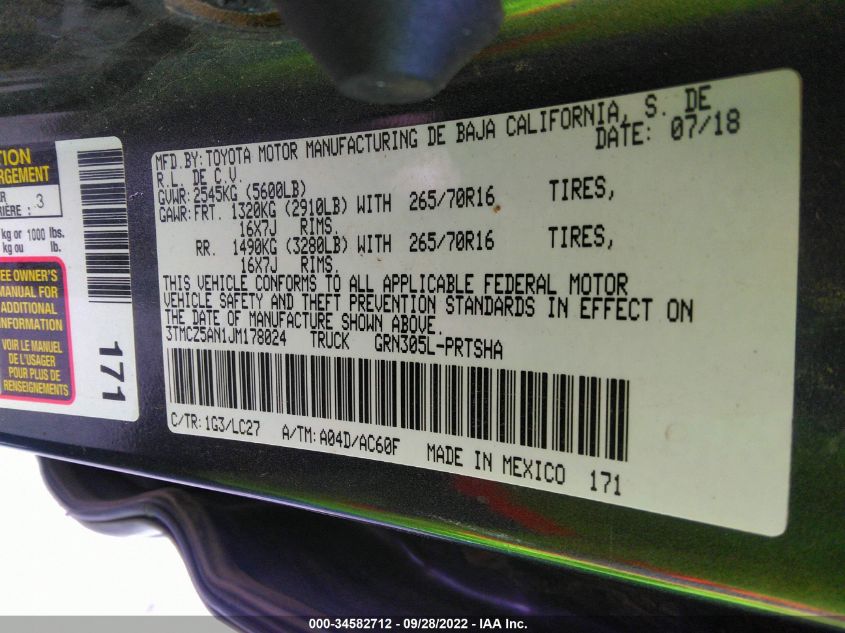 TION
RGEMENT
3
RIÈRE :
kg or 1000 lbs.
kg ou lb.
EE OWNER'S
MANUAL FOR
ADDITIONAL
INFORMATION
VOIR LE MANUEL
DE L'USAGER
POUR PLUS DE
RENSEIGNEMENTS
171
MFD.BY: TOYOTA MOTOR MANUFACTURING DE BAJA CALIFORNIA, S. DE
R.L. DE C.V. DATE: 07/18
GVWR: 2545KG (5600LB)
GAWR: FRT. 1320KG (2910LB) WITH 265/70R16 TIRES,
16X7J RIMS.
RR. 1490KG (3280LB) WITH 265/70R16 TIRES,
16X7J RIMS.
THIS VEHICLE CONFORMS TO ALL APPLICABLE FEDERAL MOTOR
VEHICLE SAFETY AND THEFT PREVENTION STANDARDS IN EFFECT ON
THE DATE OF MANUFACTURE SHOWN ABOVE.
3TMCZ5AN1JM178024 TRUCK GRN305L-PRTSHA
C/TR: 1G3/LC27 A/TM: A04D/AC60F MADE IN MEXICO 171
000-34582712 - 09/28/2022 - IAA Inc.